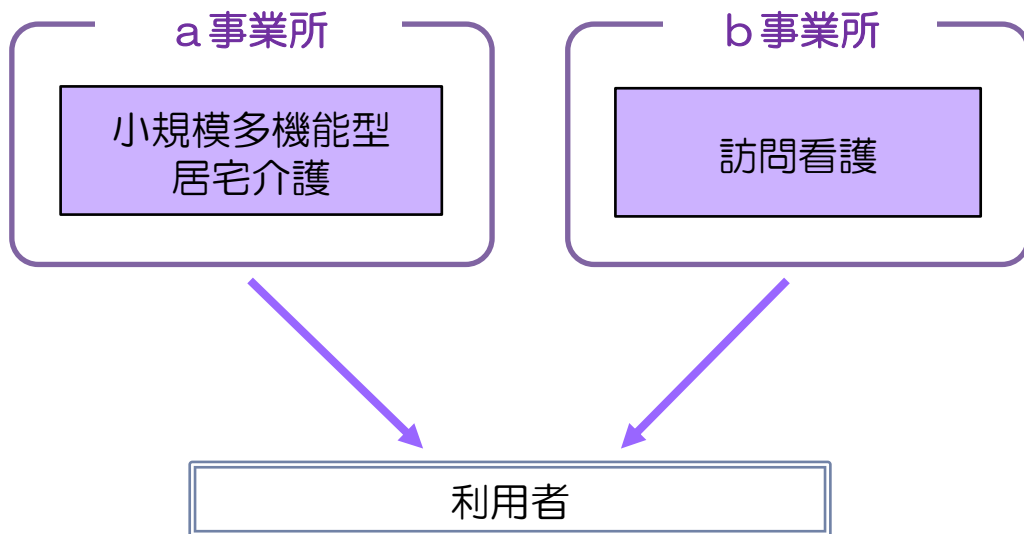 a事業所
b事業所
小規模多機能型
居宅介護
訪問看護
利用者